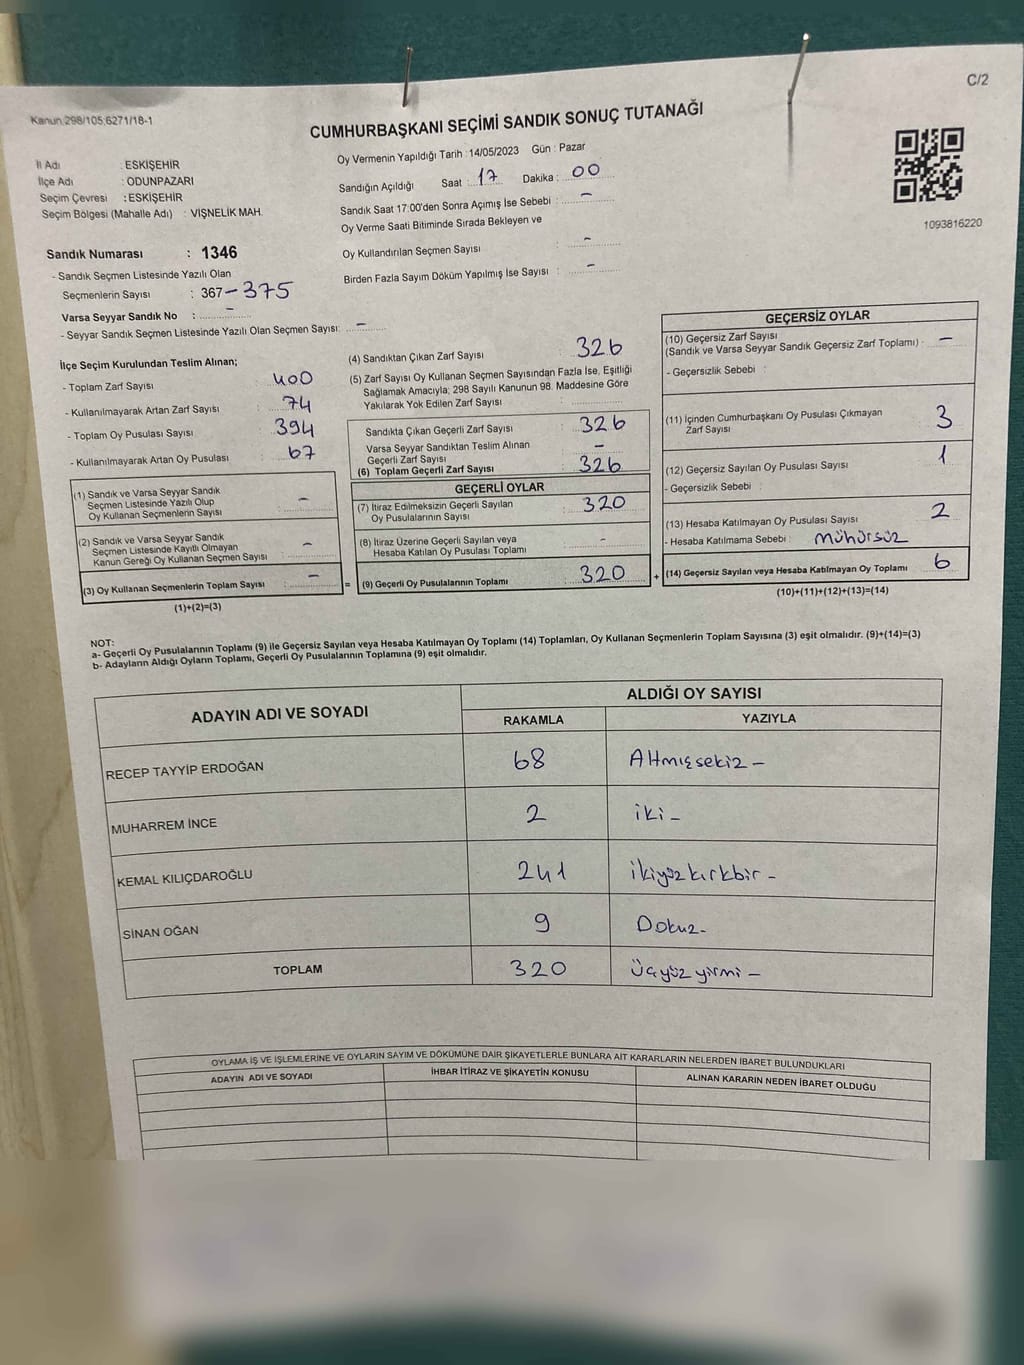 C/2
Kanun.298/105,6271/18-1
CUMHURBAŞKANI SEÇİMİ SANDIK SONUÇ TUTANAĞI
İl Adı : ESKİŞEHİR
İlçe Adı : ODUNPAZARI
Seçim Çevresi : ESKİŞEHİR
Seçim Bölgesi (Mahalle Adı) : VİŞNELİK MAH.
Oy Vermenin Yapıldığı Tarih : 14/05/2023 Gün : Pazar
Sandığın Açıldığı Saat : 17 Dakika : 00
Sandık Saat 17:00'den Sonra Açımış İse Sebebi : -
Oy Verme Saati Bitiminde Sırada Bekleyen ve
Oy Kullandırılan Seçmen Sayısı : -
Birden Fazla Sayım Döküm Yapılmış İse Sayısı : -
1093816220
Sandık Numarası : 1346
- Sandık Seçmen Listesinde Yazılı Olan
Seçmenlerin Sayısı : 367 - 375
Varsa Seyyar Sandık No : -
- Seyyar Sandık Seçmen Listesinde Yazılı Olan Seçmen Sayısı: -
İlçe Seçim Kurulundan Teslim Alınan;
- Toplam Zarf Sayısı : 400
- Kullanılmayarak Artan Zarf Sayısı : 74
- Toplam Oy Pusulası Sayısı : 394
- Kullanılmayarak Artan Oy Pusulası : 67
(1) Sandık ve Varsa Seyyar Sandık
Seçmen Listesinde Yazılı Olup
Oy Kullanan Seçmenlerin Sayısı : -
(2) Sandık ve Varsa Seyyar Sandık
Seçmen Listesinde Kayıtlı Olmayan
Kanun Gereği Oy Kullanan Seçmen Sayısı : -
(3) Oy Kullanan Seçmenlerin Toplam Sayısı : - =
(1)+(2)=(3)
(4) Sandıktan Çıkan Zarf Sayısı : 326
(5) Zarf Sayısı Oy Kullanan Seçmen Sayısından Fazla İse, Eşitliği
Sağlamak Amacıyla; 298 Sayılı Kanunun 98. Maddesine Göre
Yakılarak Yok Edilen Zarf Sayısı :
Sandıkta Çıkan Geçerli Zarf Sayısı : 326
Varsa Seyyar Sandıktan Teslim Alınan
Geçerli Zarf Sayısı : -
(6) Toplam Geçerli Zarf Sayısı : 326
GEÇERLİ OYLAR
(7) İtiraz Edilmeksizin Geçerli Sayılan
Oy Pusulalarının Sayısı : 320
(8) İtiraz Üzerine Geçerli Sayılan veya
Hesaba Katılan Oy Pusulası Toplamı : -
(9) Geçerli Oy Pusulalarının Toplamı : 320 +
GEÇERSİZ OYLAR
(10) Geçersiz Zarf Sayısı
(Sandık ve Varsa Seyyar Sandık Geçersiz Zarf Toplamı) : -
- Geçersizlik Sebebi :
(11) İçinden Cumhurbaşkanı Oy Pusulası Çıkmayan
Zarf Sayısı : 3
(12) Geçersiz Sayılan Oy Pusulası Sayısı : 1
- Geçersizlik Sebebi :
(13) Hesaba Katılmayan Oy Pusulası Sayısı : 2
- Hesaba Katılmama Sebebi : Mühürsüz
(14) Geçersiz Sayılan veya Hesaba Katılmayan Oy Toplamı : 6
(10)+(11)+(12)+(13)=(14)
NOT:
a- Geçerli Oy Pusulalarının Toplamı (9) ile Geçersiz Sayılan veya Hesaba Katılmayan Oy Toplamı (14) Toplamları, Oy Kullanan Seçmenlerin Toplam Sayısına (3) eşit olmalıdır. (9)+(14)=(3)
b- Adayların Aldığı Oyların Toplamı, Geçerli Oy Pusulalarının Toplamına (9) eşit olmalıdır.
ADAYIN ADI VE SOYADI
ALDIĞI OY SAYISI
RAKAMLA YAZIYLA
RECEP TAYYİP ERDOĞAN 68 Altmışsekiz -
MUHARREM İNCE 2 iki -
KEMAL KILIÇDAROĞLU 241 ikiyüzkırkbir -
SİNAN OĞAN 9 Dokuz -
TOPLAM 320 Üçyüzyirmi -
OYLAMA İŞ VE İŞLEMLERİNE VE OYLARIN SAYIM VE DÖKÜMÜNE DAİR ŞİKAYETLERLE BUNLARA AİT KARARLARIN NELERDEN İBARET BULUNDUKLARI
ADAYIN ADI VE SOYADI İHBAR İTİRAZ VE ŞİKAYETİN KONUSU ALINAN KARARIN NEDEN İBARET OLDUĞU